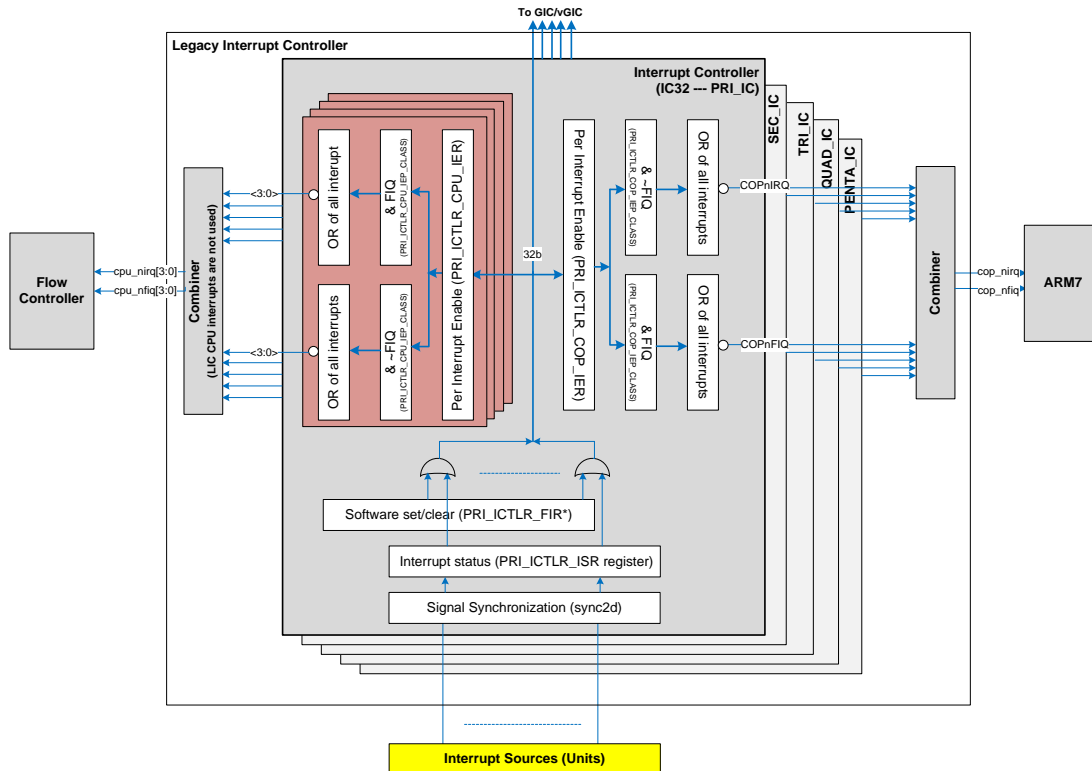 To GIC/vGIC
Legacy Interrupt Controller
Interrupt Controller
(IC32 --- PRI_IC)
SEC_IC
TRI_IC
QUAD_IC
PENTA_IC
OR of all interrupt
& FIQ
(PRI_ICTLR_CPU_IEP_CLASS)
Per Interrupt Enable (PRI_ICTLR_CPU_IER)
OR of all interrupts
& ~FIQ
(PRI_ICTLR_CPU_IEP_CLASS)
<3:0>
<3:0>
Combiner
(LIC CPU interrupts are not used)
cpu_nirq[3:0]
cpu_nfiq[3:0]
Flow
Controller
32b
Per Interrupt Enable (PRI_ICTLR_COP_IER)
& ~FIQ
(PRI_ICTLR_COP_IEP_CLASS)
OR of all interrupts
COPnIRQ
& FIQ
(PRI_ICTLR_COP_IEP_CLASS)
OR of all interrupts
COPnFIQ
Combiner
cop_nirq
cop_nfiq
ARM7
Software set/clear (PRI_ICTLR_FIR*)
Interrupt status (PRI_ICTLR_ISR register)
Signal Synchronization (sync2d)
Interrupt Sources (Units)